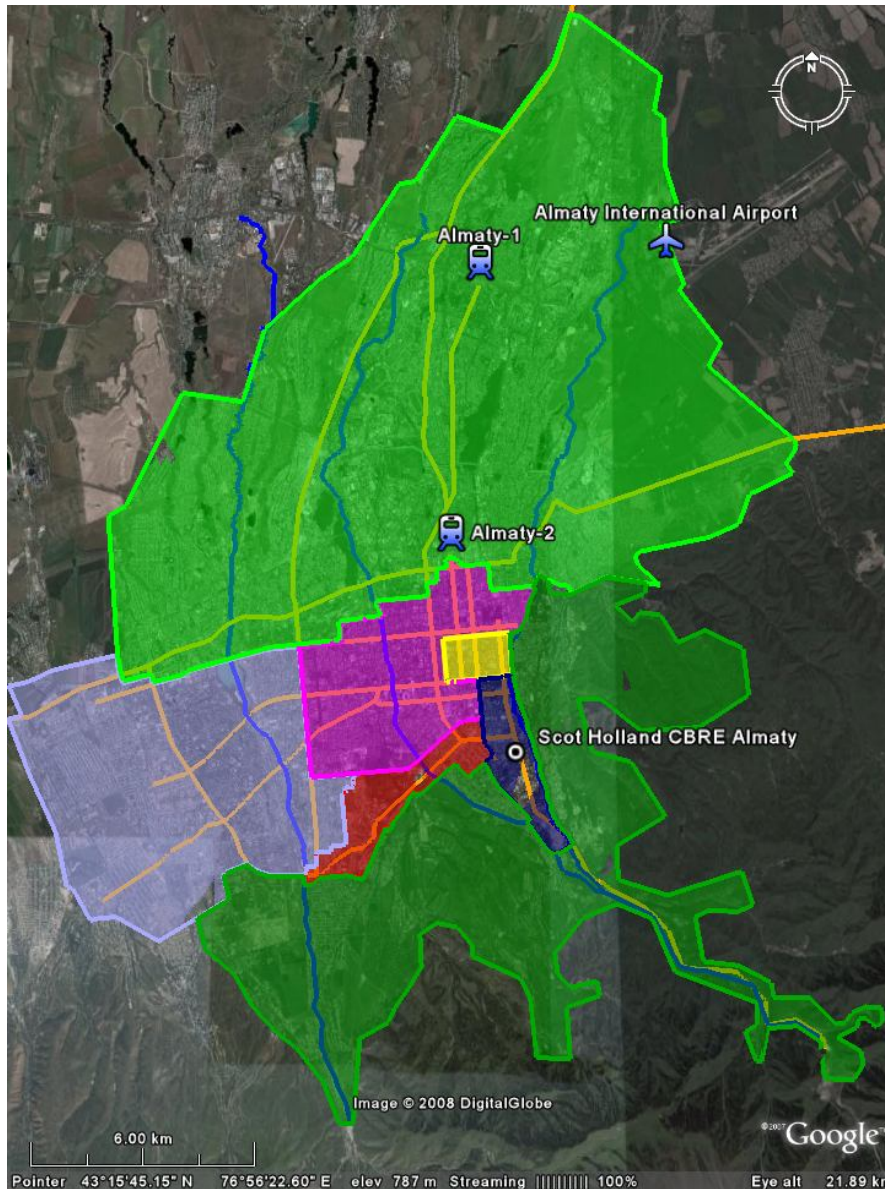 N
Almaty International Airport
Almaty-1
Almaty-2
Scot Holland CBRE Almaty
Image © 2008 DigitalGlobe
©2007 Google
6.00 km
Pointer 43°15'45.15" N 76°56'22.60" E elev 787 m Streaming ||||||||| 100% Eye alt 21.89